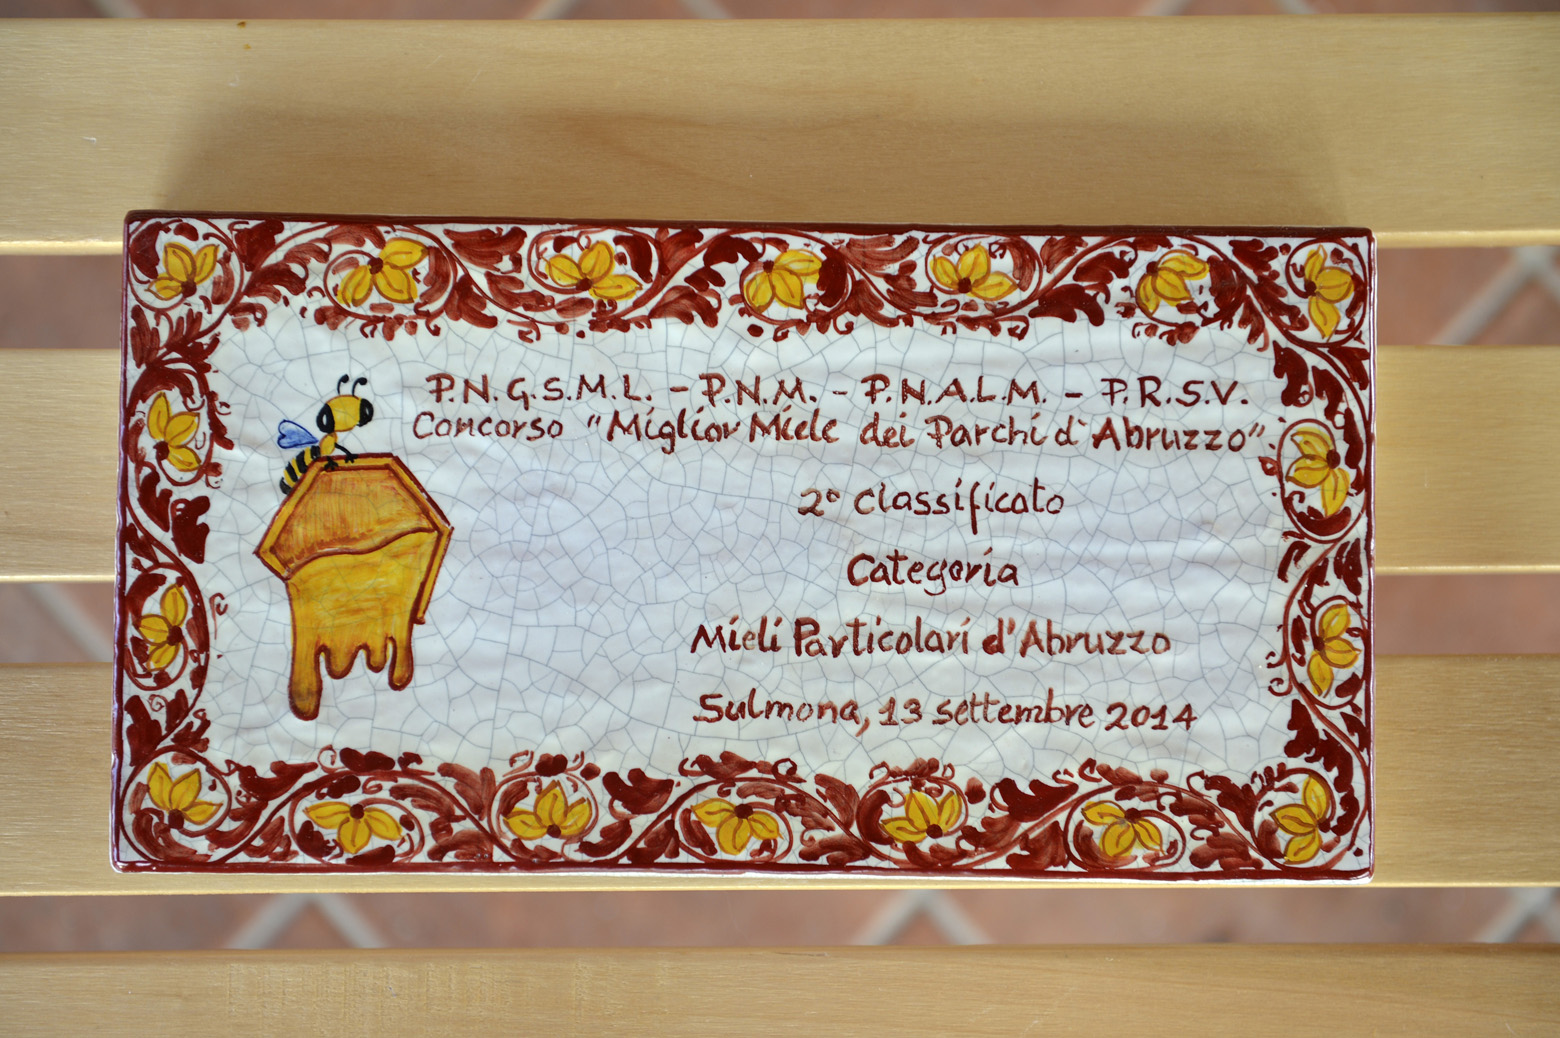 P.N.G.S.M.L. - P.N.M. - P.N.A.L.M. - P.R.S.V.
Concorso "Miglior Miele dei Parchi d'Abruzzo"
2° Classificato
Categoria
Mieli Particolari d'Abruzzo
Sulmona, 13 settembre 2014